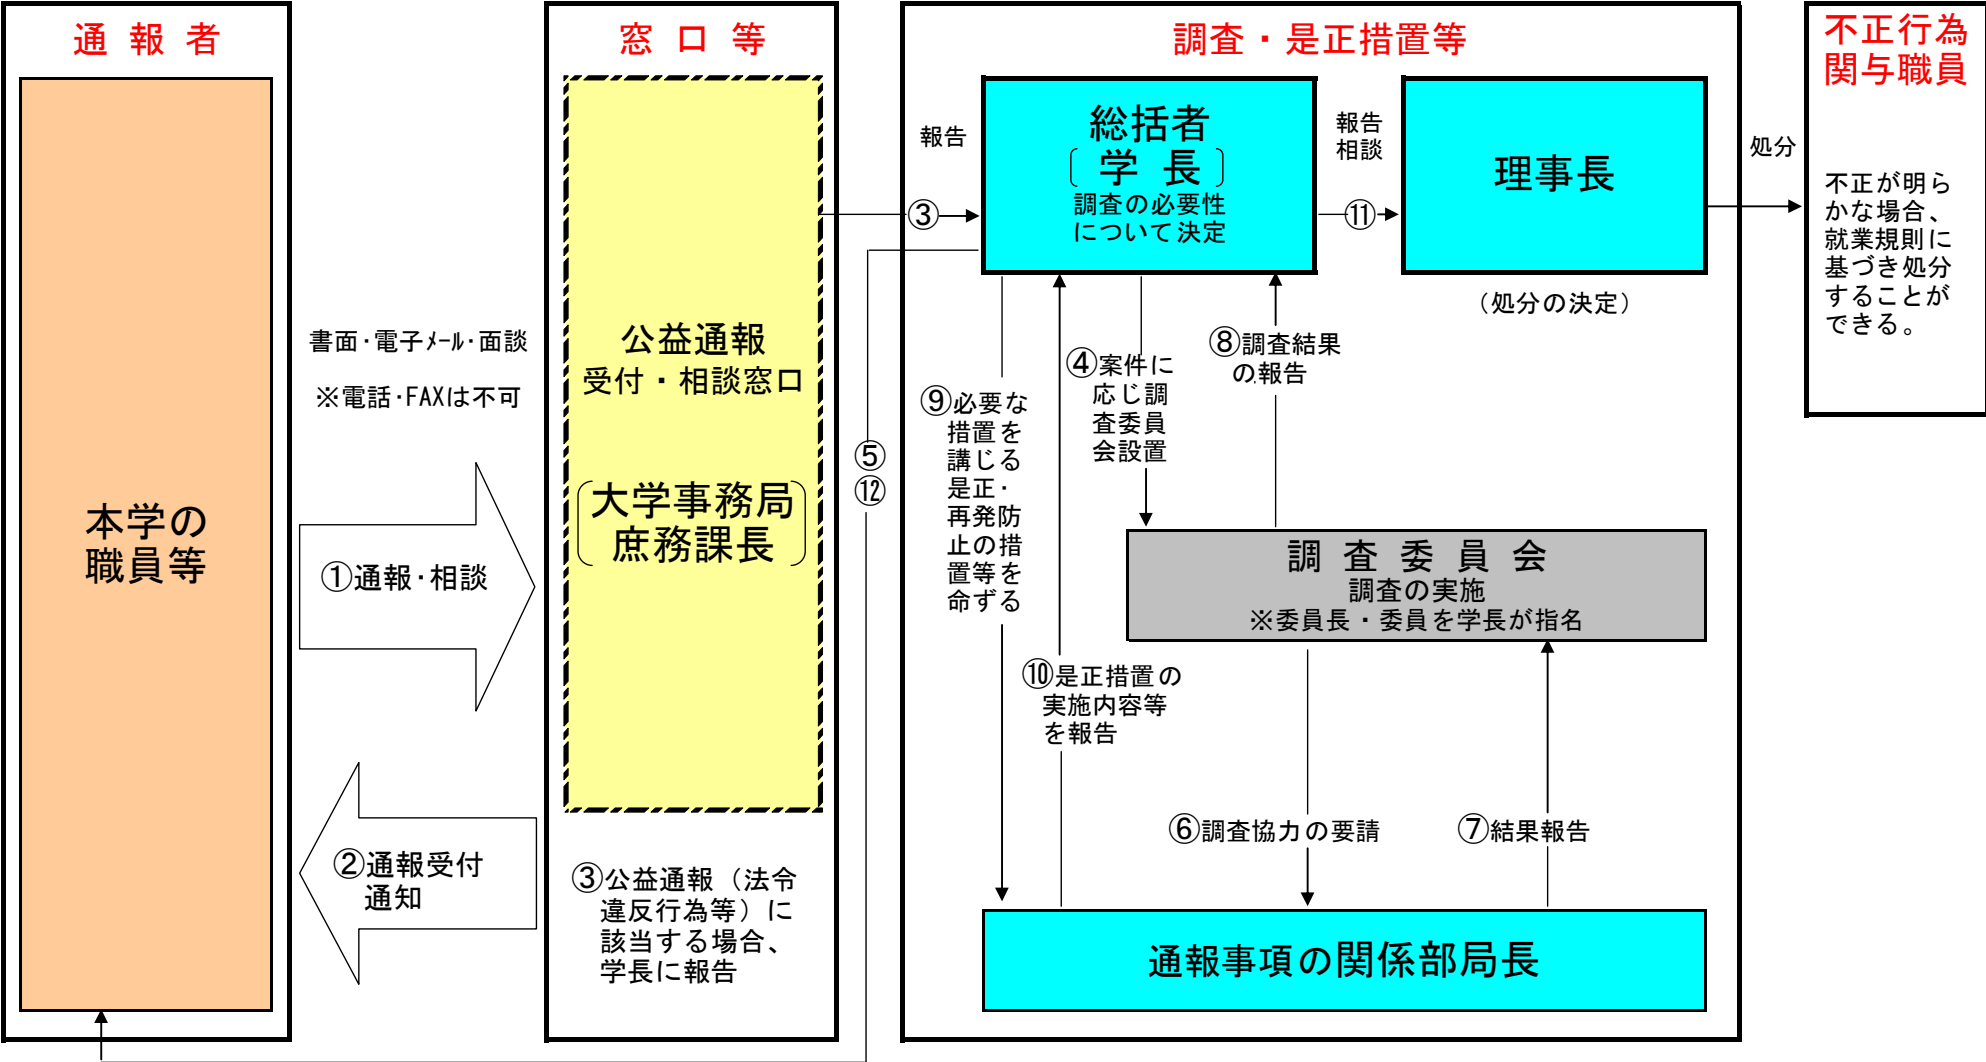 通報者
本学の
職員等
書面・電子メール・面談
※電話・FAXは不可
①通報・相談
②通報受付
通知
窓口等
公益通報
受付・相談窓口
大学事務局
庶務課長
③公益通報（法令
違反行為等）に
該当する場合、
学長に報告
⑤
⑫
調査・是正措置等
報告
③
総括者
〔学長〕
調査の必要性
について決定
報告
相談
⑪
理事長
（処分の決定）
④案件に
応じ調
査委員
会設置
⑧調査結果
の報告
⑨必要な
措置を
講じる
是正・
再発防
止の措
置等を
命ずる
⑩是正措置の
実施内容等
を報告
調査委員会
調査の実施
※委員長・委員を学長が指名
⑥調査協力の要請
⑦結果報告
通報事項の関係部局長
処分
不正行為
関与職員
不正が明ら
かな場合、
就業規則に
基づき処分
することが
できる。